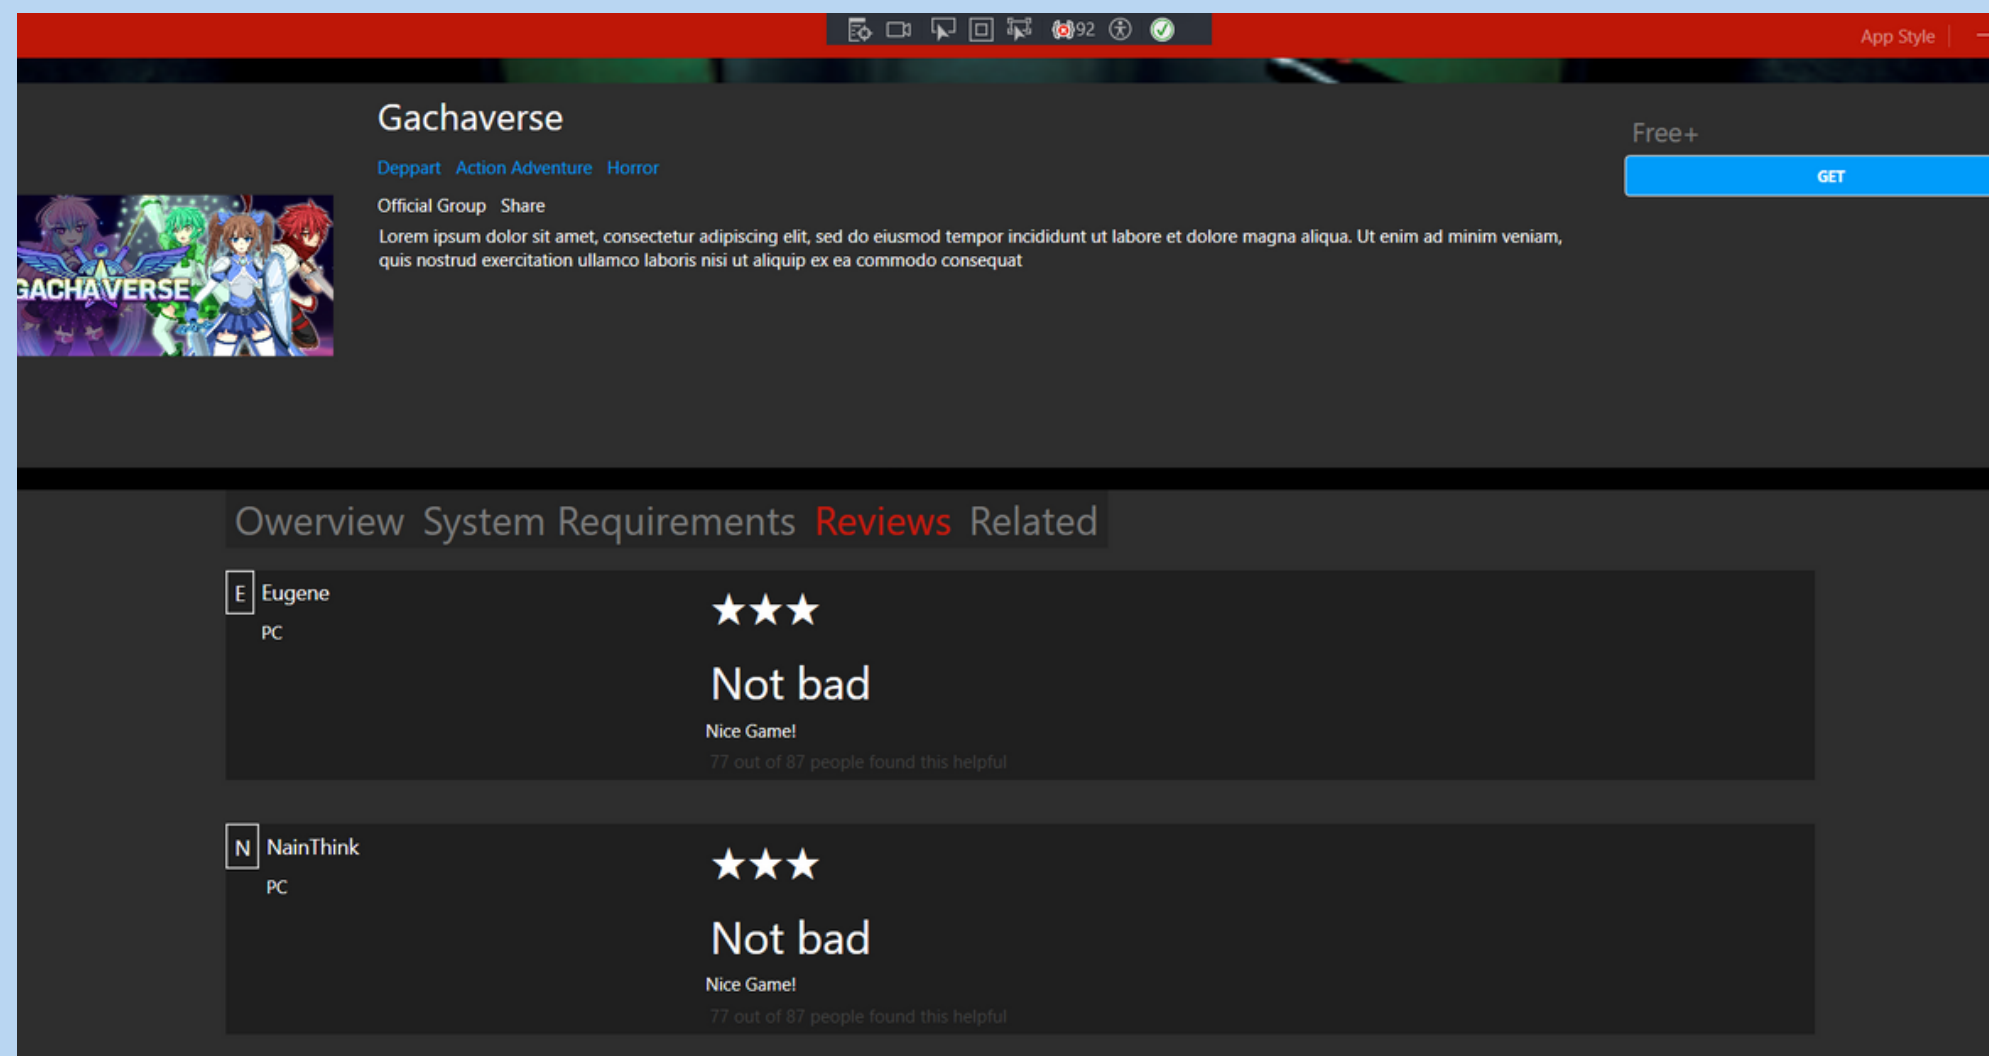 92
App Style
Gachaverse
Free+
Deppart Action Adventure Horror
GET
Official Group Share
Lorem ipsum dolor sit amet, consectetur adipiscing elit, sed do eiusmod tempor incididunt ut labore et dolore magna aliqua. Ut enim ad minim veniam,
quis nostrud exercitation ullamco laboris nisi ut aliquip ex ea commodo consequat
GACHAVERSE
Owerview System Requirements Reviews Related
E Eugene
PC
★★★
Not bad
Nice Game!
77 out of 87 people found this helpful
N NainThink
PC
★★★
Not bad
Nice Game!
77 out of 87 people found this helpful